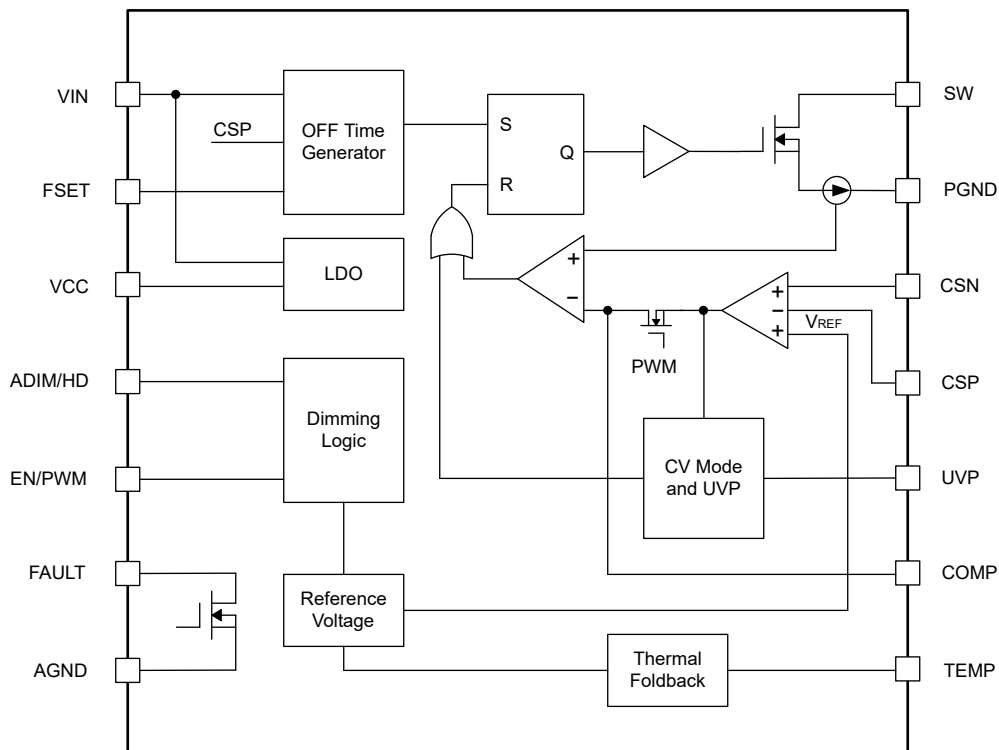 VIN
FSET
VCC
ADIM/HD
EN/PWM
FAULT
AGND
CSP
OFF Time
Generator
LDO
Dimming
Logic
Reference
Voltage
S
R
Q
+
−
PWM
+
−
+
VREF
CV Mode
and UVP
Thermal
Foldback
SW
PGND
CSN
CSP
UVP
COMP
TEMP